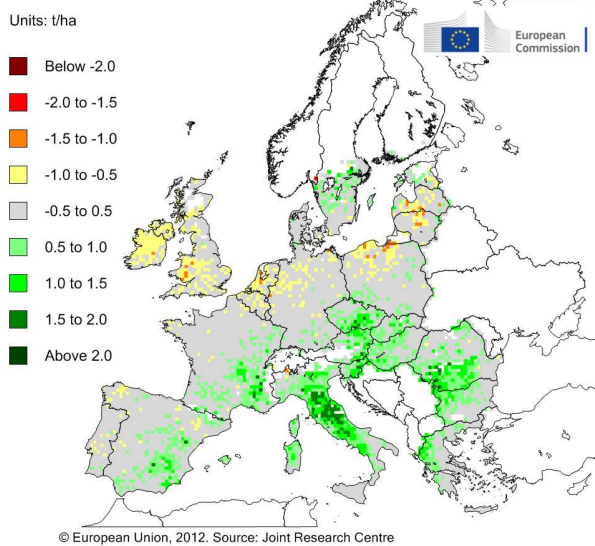 Units: t/ha
European
Commission
Below -2.0
-2.0 to -1.5
-1.5 to -1.0
-1.0 to -0.5
-0.5 to 0.5
0.5 to 1.0
1.0 to 1.5
1.5 to 2.0
Above 2.0
© European Union, 2012. Source: Joint Research Centre